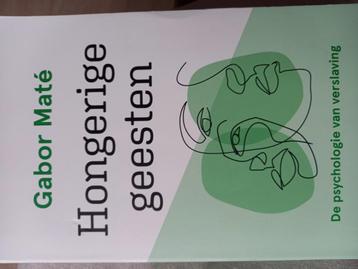 Gabor Maté
Hongerige
geesten
De psychologie van verslaving